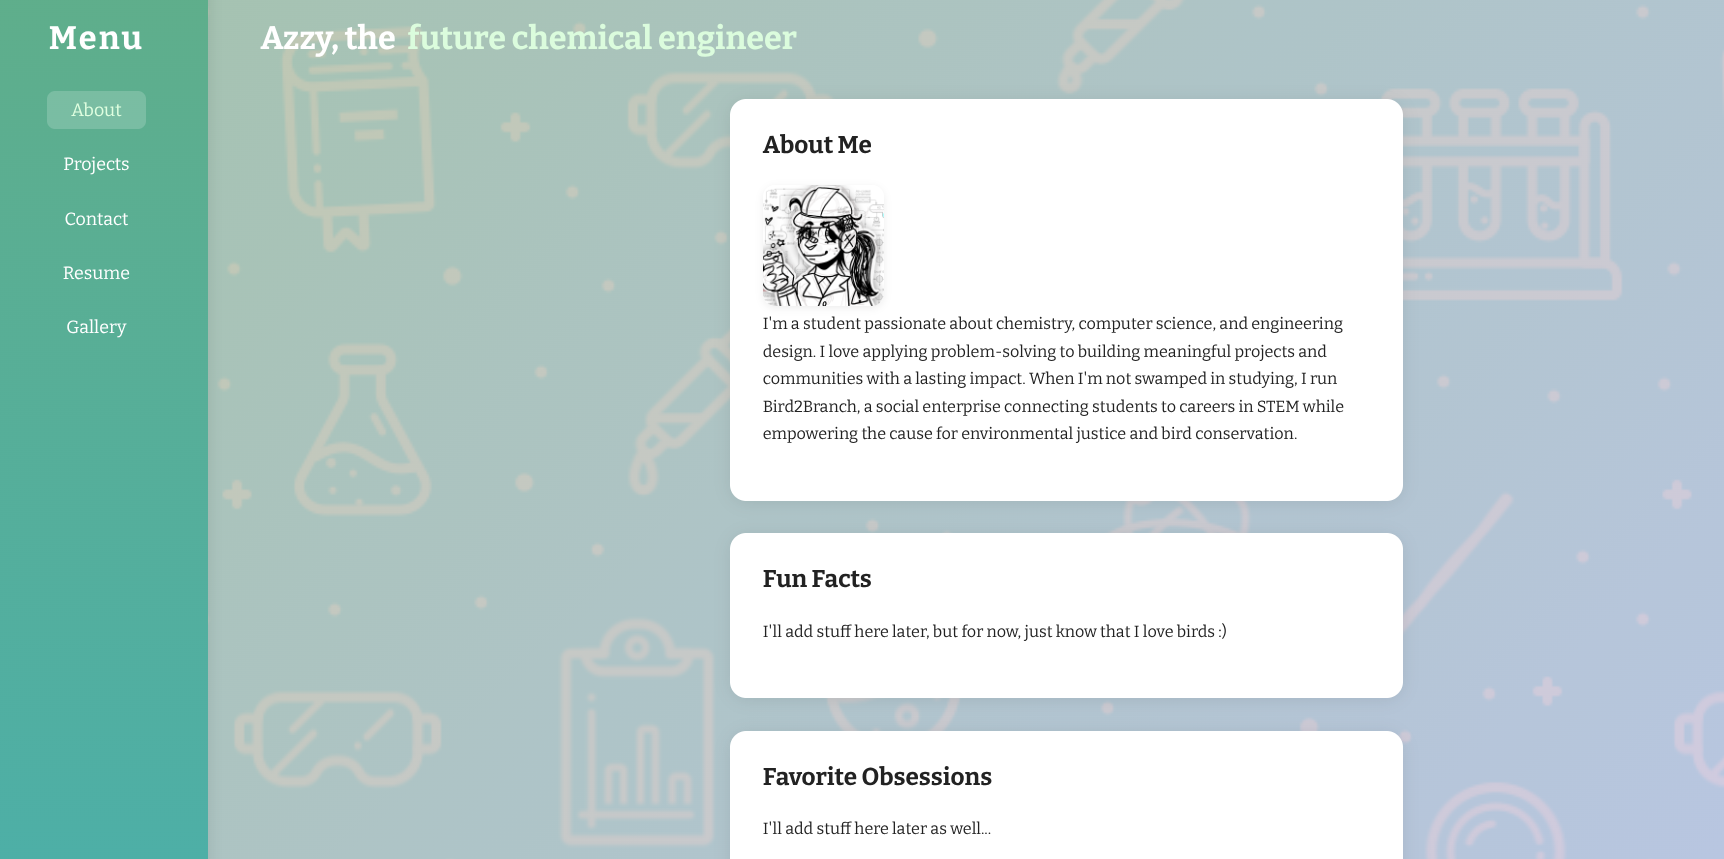 Menu
Azzy, the future chemical engineer
About
Projects
Contact
Resume
Gallery
About Me
I'm a student passionate about chemistry, computer science, and engineering
design. I love applying problem-solving to building meaningful projects and
communities with a lasting impact. When I'm not swamped in studying, I run
Bird2Branch, a social enterprise connecting students to careers in STEM while
empowering the cause for environmental justice and bird conservation.
Fun Facts
I'll add stuff here later, but for now, just know that I love birds :)
Favorite Obsessions
I'll add stuff here later as well...